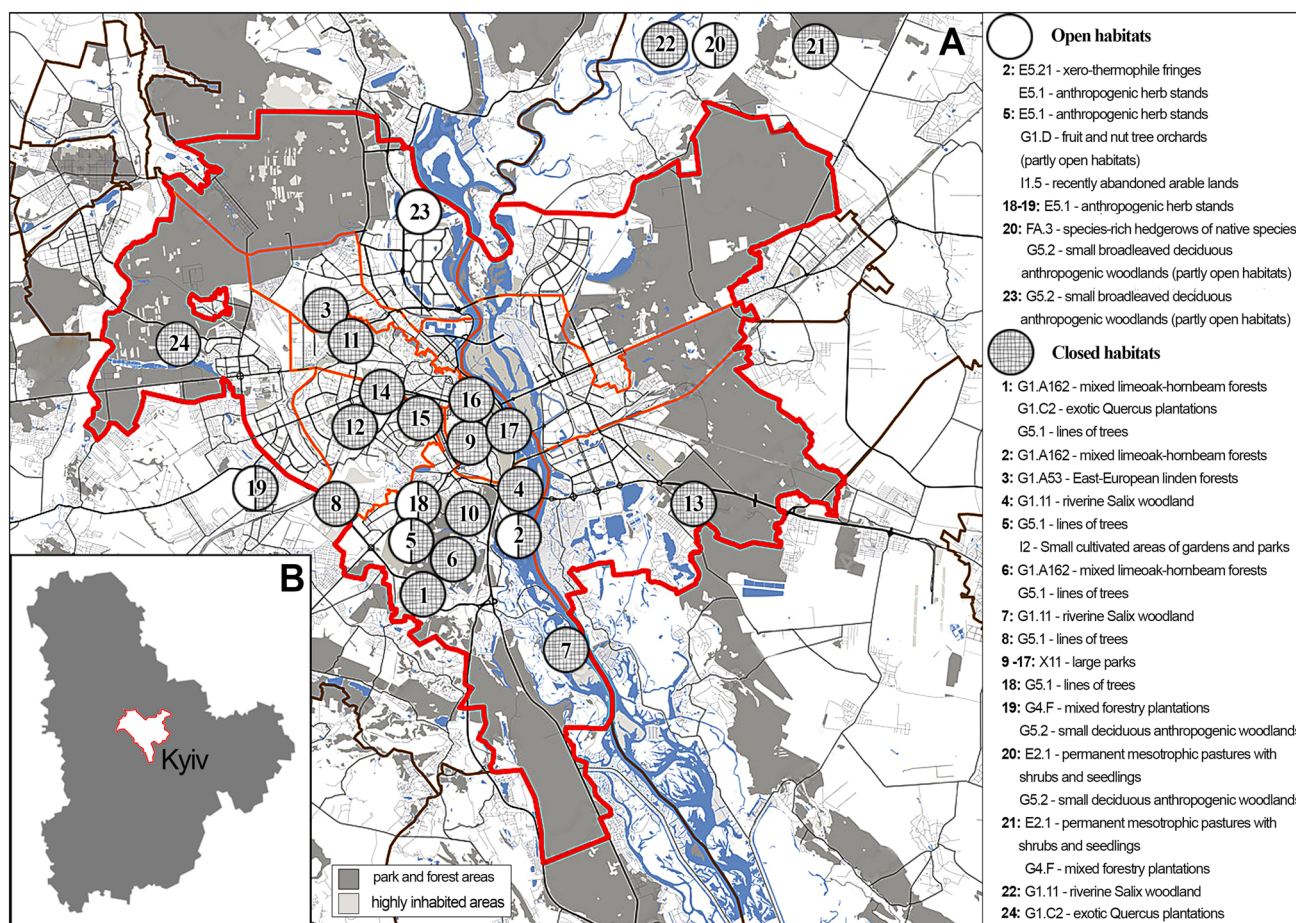 A
22
20
21
23
3
11
24
14
16
12
15
9
17
19
8
18
4
13
10
5
2
6
1
7
B
Kyiv
park and forest areas
highly inhabited areas
Open habitats
2: E5.21 - xero-thermophile fringes
E5.1 - anthropogenic herb stands
5: E5.1 - anthropogenic herb stands
G1.D - fruit and nut tree orchards
(partly open habitats)
I1.5 - recently abandoned arable lands
18-19: E5.1 - anthropogenic herb stands
20: FA.3 - species-rich hedgerows of native species
G5.2 - small broadleaved deciduous
anthropogenic woodlands (partly open habitats)
23: G5.2 - small broadleaved deciduous
anthropogenic woodlands (partly open habitats)
Closed habitats
1: G1.A162 - mixed limeoak-hornbeam forests
G1.C2 - exotic Quercus plantations
G5.1 - lines of trees
2: G1.A162 - mixed limeoak-hornbeam forests
3: G1.A53 - East-European linden forests
4: G1.11 - riverine Salix woodland
5: G5.1 - lines of trees
I2 - Small cultivated areas of gardens and parks
6: G1.A162 - mixed limeoak-hornbeam forests
G5.1 - lines of trees
7: G1.11 - riverine Salix woodland
8: G5.1 - lines of trees
9 -17: X11 - large parks
18: G5.1 - lines of trees
19: G4.F - mixed forestry plantations
G5.2 - small deciduous anthropogenic woodlands
20: E2.1 - permanent mesotrophic pastures with
shrubs and seedlings
G5.2 - small deciduous anthropogenic woodlands
21: E2.1 - permanent mesotrophic pastures with
shrubs and seedlings
G4.F - mixed forestry plantations
22: G1.11 - riverine Salix woodland
24: G1.C2 - exotic Quercus plantations